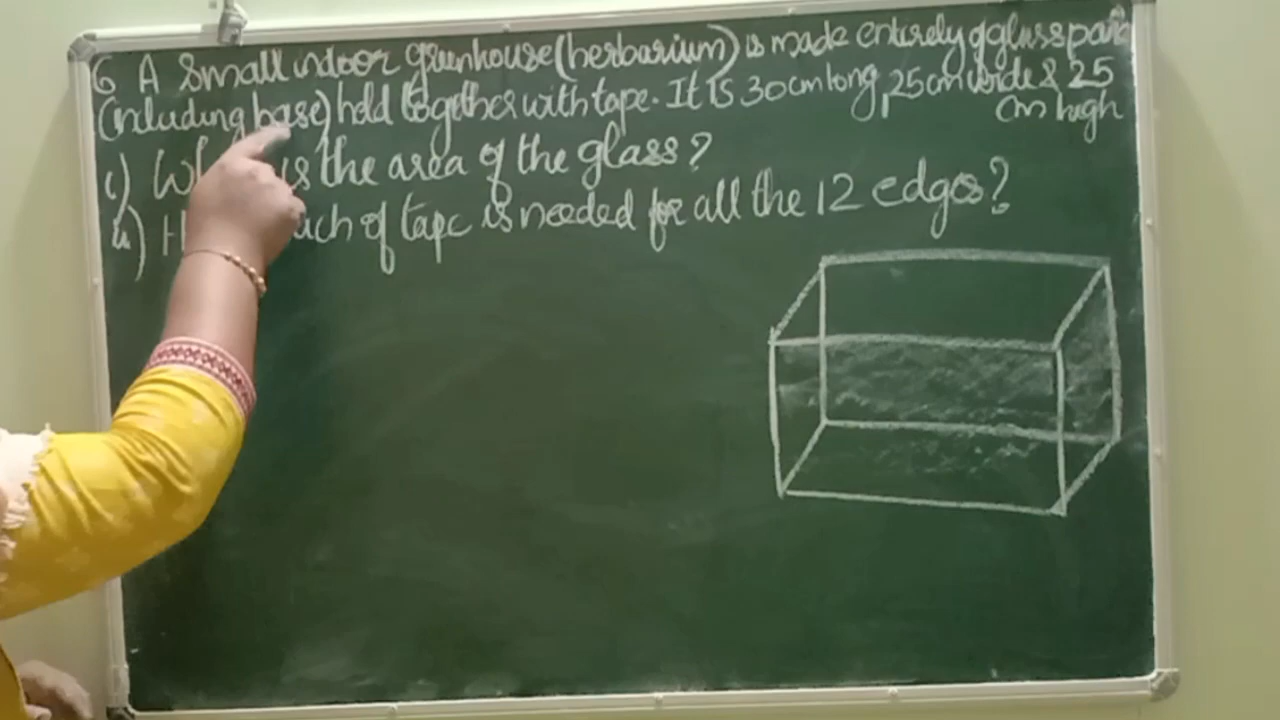 6 A Small indoor greenhouse (herbarium) is made entirely of glass pane
(including base) held together with tape. It is 30 cm long, 25 cm wide & 25
cm high
i) is the area of the glass?
ii) of tape is needed for all the 12 edges?